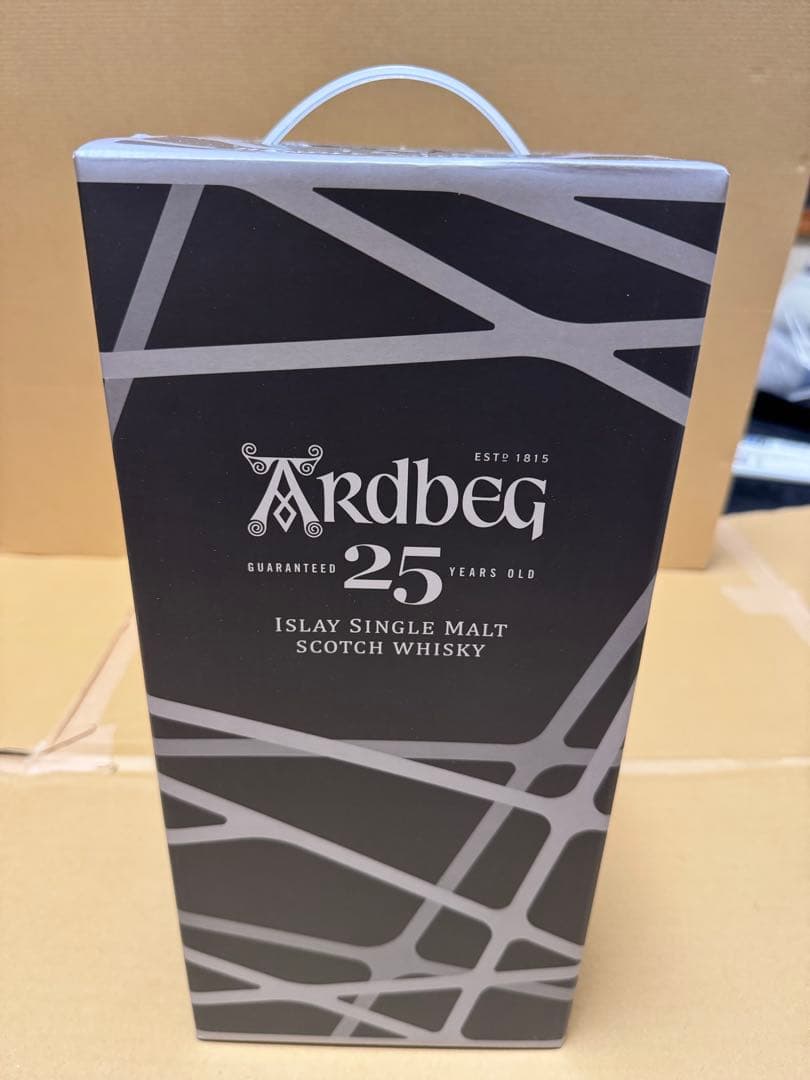 ESTD 1815
ARDBEG
GUARANTEED 25 YEARS OLD
ISLAY SINGLE MALT
SCOTCH WHISKY